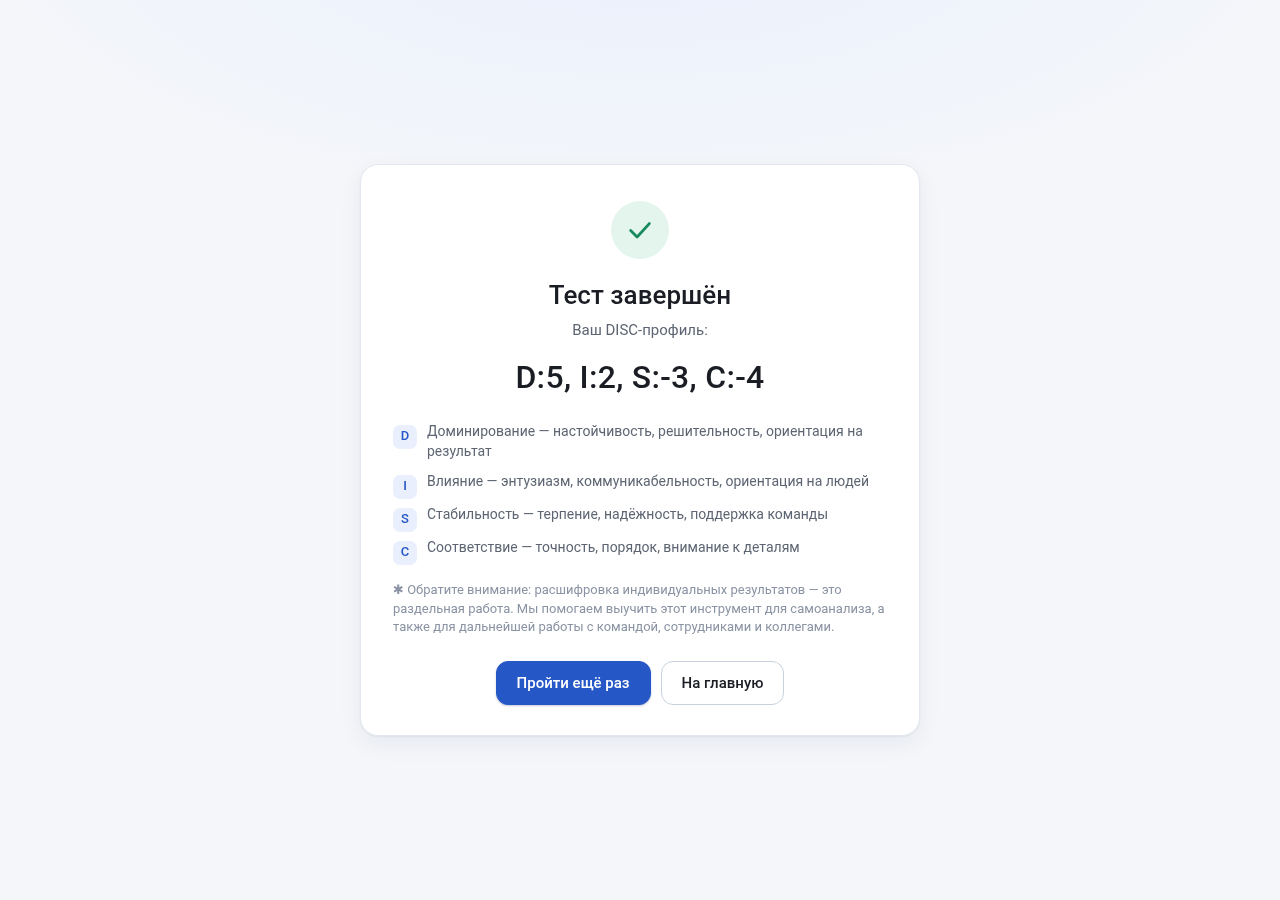 Тест завершён
Ваш DISC-профиль:
D:5, I:2, S:-3, C:-4
D Доминирование — настойчивость, решительность, ориентация на
результат
I Влияние — энтузиазм, коммуникабельность, ориентация на людей
S Стабильность — терпение, надёжность, поддержка команды
C Соответствие — точность, порядок, внимание к деталям
✱ Обратите внимание: расшифровка индивидуальных результатов — это
раздельная работа. Мы помогаем выучить этот инструмент для самоанализа, а
также для дальнейшей работы с командой, сотрудниками и коллегами.
Пройти ещё раз На главную